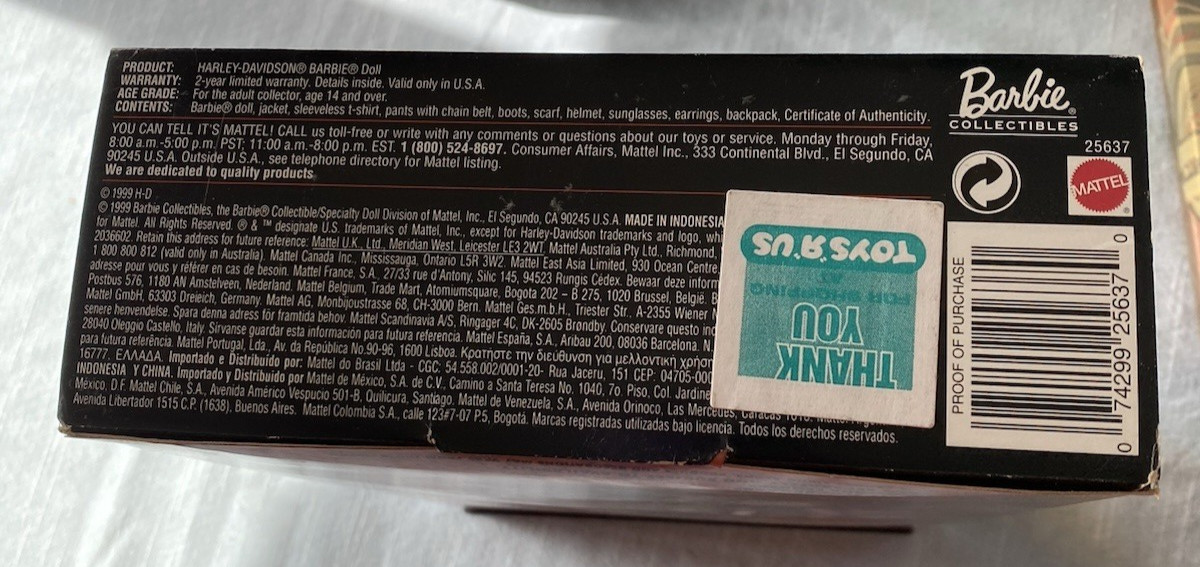 PRODUCT: HARLEY-DAVIDSON® BARBIE® Doll
WARRANTY: 2-year limited warranty. Details inside. Valid only in U.S.A.
AGE GRADE: For the adult collector, age 14 and over.
CONTENTS: Barbie® doll, jacket, sleeveless t-shirt, pants with chain belt, boots, scarf, helmet, sunglasses, earrings, backpack, Certificate of Authenticity.
YOU CAN TELL IT'S MATTEL! CALL us toll-free or write with any comments or questions about our toys or service. Monday through Friday,
8:00 a.m.-5:00 p.m. PST; 11:00 a.m.-8:00 p.m. EST. 1 (800) 524-8697. Consumer Affairs, Mattel Inc., 333 Continental Blvd., El Segundo, CA
90245 U.S.A. Outside U.S.A., see telephone directory for Mattel listing.
We are dedicated to quality products.
© 1999 H-D
© 1999 Barbie Collectibles, the Barbie® Collectible/Specialty Doll Division of Mattel, Inc., El Segundo, CA 90245 U.S.A. MADE IN INDONESIA
for Mattel. All Rights Reserved. ® & ™ designate U.S. trademarks of Mattel, Inc., except for Harley-Davidson trademarks and logo, whi
2036602. Retain this address for future reference: Mattel U.K., Ltd., Meridian West, Leicester LE3 2WT. Mattel Australia Pty Ltd., Richmond,
1 800 800 812 (valid only in Australia). Mattel Canada Inc., Mississauga, Ontario L5R 3W2. Mattel East Asia Limited, 930 Ocean Centre,
adresse pour vous y référer en cas de besoin. Mattel France, S.A., 27/33 rue d'Antony, Silic 145, 94523 Rungis Cédex. Bewaar deze inform
Postbus 576, 1180 AN Amstelveen, Nederland. Mattel Belgium, Trade Mart, Atomiumsquare, Bogota 202 – B 275, 1020 Brussel, België. B
Mattel GmbH, 63303 Dreieich, Germany. Mattel AG, Monbijoustrasse 68, CH-3000 Bern. Mattel Ges.m.b.H., Triester Str., A-2355 Wiener N
senere henvendelse. Spara denna adress för framtida behov. Mattel Scandinavia A/S, Ringager 4C, DK-2605 Brøndby. Conservare questo ind
28040 Oleggio Castello, Italy. Sírvanse guardar esta información para futura referencia. Mattel España, S.A., Aribau 200, 08036 Barcelona. N.
para futura referência. Mattel Portugal, Lda., Av. da República No.90-96, 1600 Lisboa. Κρατήστε την διεύθυνση για μελλοντική χρήση
16777. ΕΛΛΑΔΑ. Importado e Distribuído por: Mattel do Brasil Ltda - CGC: 54.558.002/0001-20- Rua Jaceru, 151 CEP: 04705-000
INDONESIA Y CHINA. Importado y Distribuido por Mattel de México, S.A. de C.V., Camino a Santa Teresa No. 1040, 7o. Piso, Col. Jardine
México, D.F. Mattel Chile, S.A., Avenida Américo Vespucio 501-B, Quilicura, Santiago. Mattel de Venezuela, S.A., Avenida Orinoco, Las Mercedes, Caracas
Avenida Libertador 1515 C.P. (1638), Buenos Aires. Mattel Colombia S.A., calle 123#7-07 P.5, Bogotá. Marcas registradas utilizadas bajo licencia. Todos los derechos reservados.
THANK
YOU
FOR SHOPPING
AT
TOYS R US
Barbie®
COLLECTIBLES
25637
MATTEL®
PROOF OF PURCHASE
0 74299 25637 0